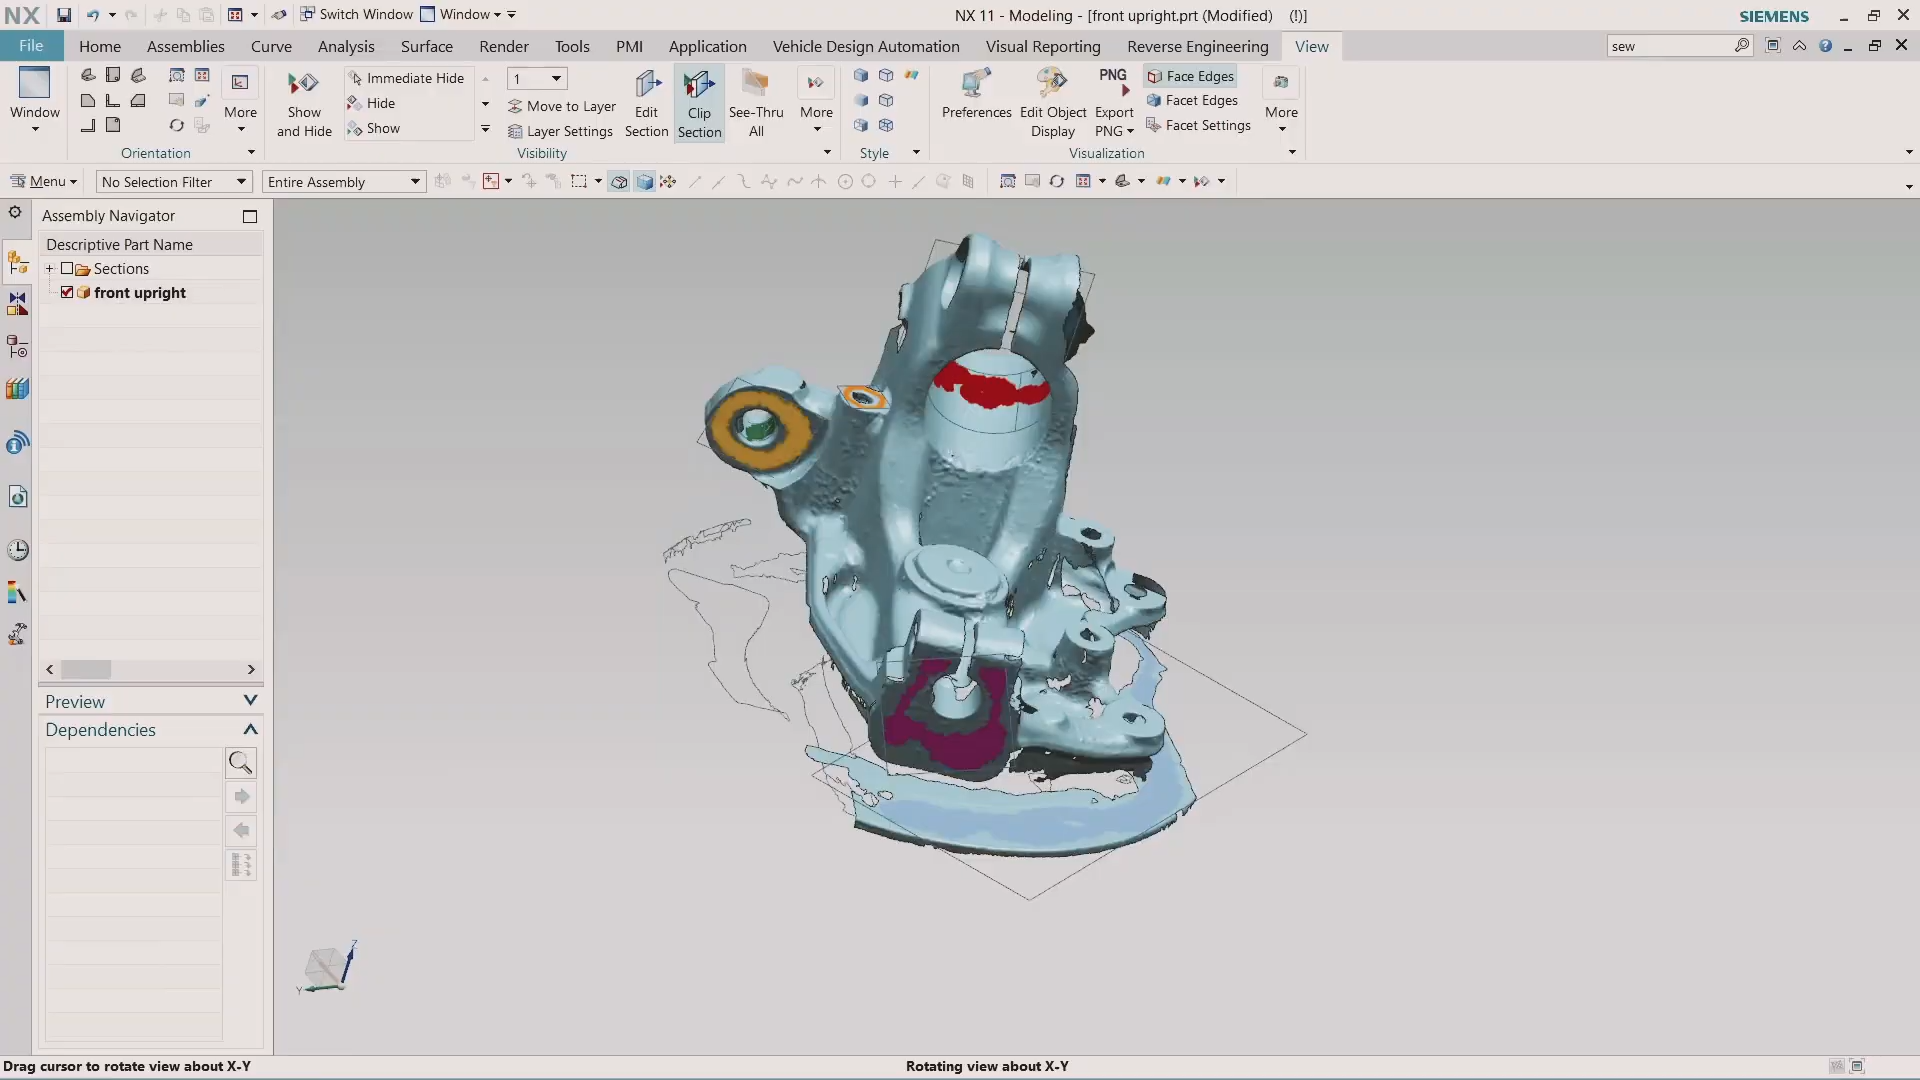 NX
Switch Window
Window
NX 11 - Modeling - [front upright.prt (Modified)   (!)]
SIEMENS
File
Home
Assemblies
Curve
Analysis
Surface
Render
Tools
PMI
Application
Vehicle Design Automation
Visual Reporting
Reverse Engineering
View
sew
Window
More
Orientation
Show
and Hide
Immediate Hide
Hide
Show
1
Move to Layer
Layer Settings
Edit
Section
Clip
Section
See-Thru
All
More
Visibility
Style
Preferences
Edit Object
Display
PNG
Export
PNG
Face Edges
Facet Edges
Facet Settings
More
Visualization
Menu
No Selection Filter
Entire Assembly
Assembly Navigator
Descriptive Part Name
Sections
front upright
Preview
Dependencies
Z
Y
Drag cursor to rotate view about X-Y
Rotating view about X-Y